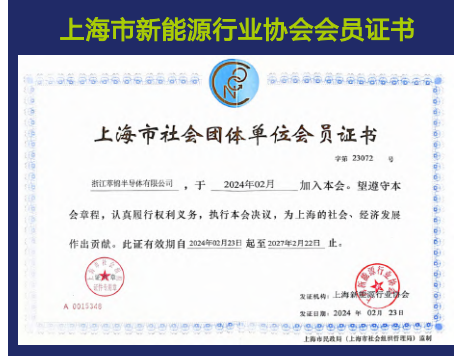 上海市新能源行业协会会员证书
上海市社会团体单位会员证书
字第 23072 号
浙江萃锦半导体有限公司 ，于 2024年02月 加入本会。望遵守本
会章程，认真履行权利义务，执行本会决议，为上海的社会、经济发展
作出贡献。此证有效期自 2024年02月23日 起至 2027年2月22日 止。
A 0015346
发证机构：上海新能源行业协会
发证日期：2024 年 02 月 23 日
上海市民政局（上海市社会组织管理局）监制